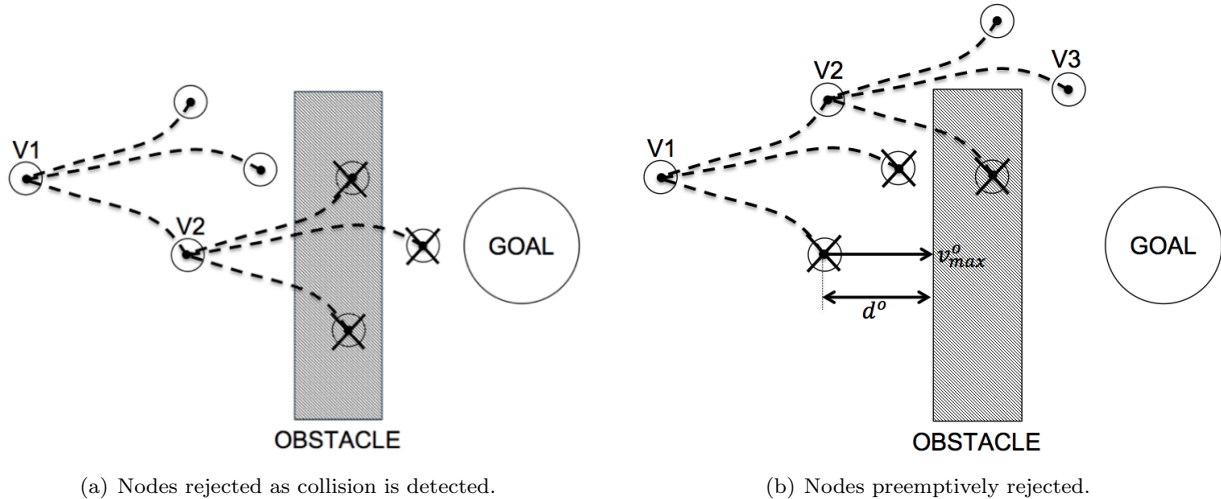 V1
V2
GOAL
OBSTACLE
(a) Nodes rejected as collision is detected.
V1
V2
V3
v^o_max
d^o
GOAL
OBSTACLE
(b) Nodes preemptively rejected.